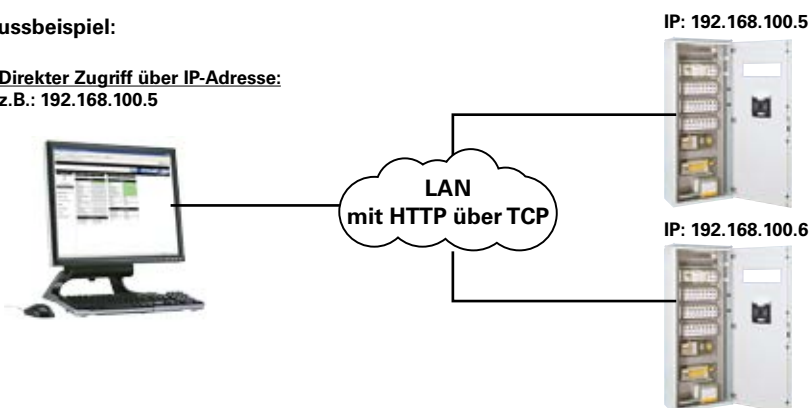 ussbeispiel:
Direkter Zugriff über IP-Adresse:
z.B.: 192.168.100.5
IP: 192.168.100.5
LAN
mit HTTP über TCP
IP: 192.168.100.6